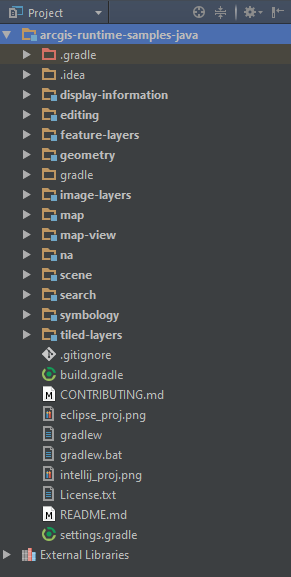 Project
arcgis-runtime-samples-java
.gradle
.idea
display-information
editing
feature-layers
geometry
gradle
image-layers
map
map-view
na
scene
search
symbology
tiled-layers
.gitignore
build.gradle
CONTRIBUTING.md
eclipse_proj.png
gradlew
gradlew.bat
intellij_proj.png
License.txt
README.md
settings.gradle
External Libraries